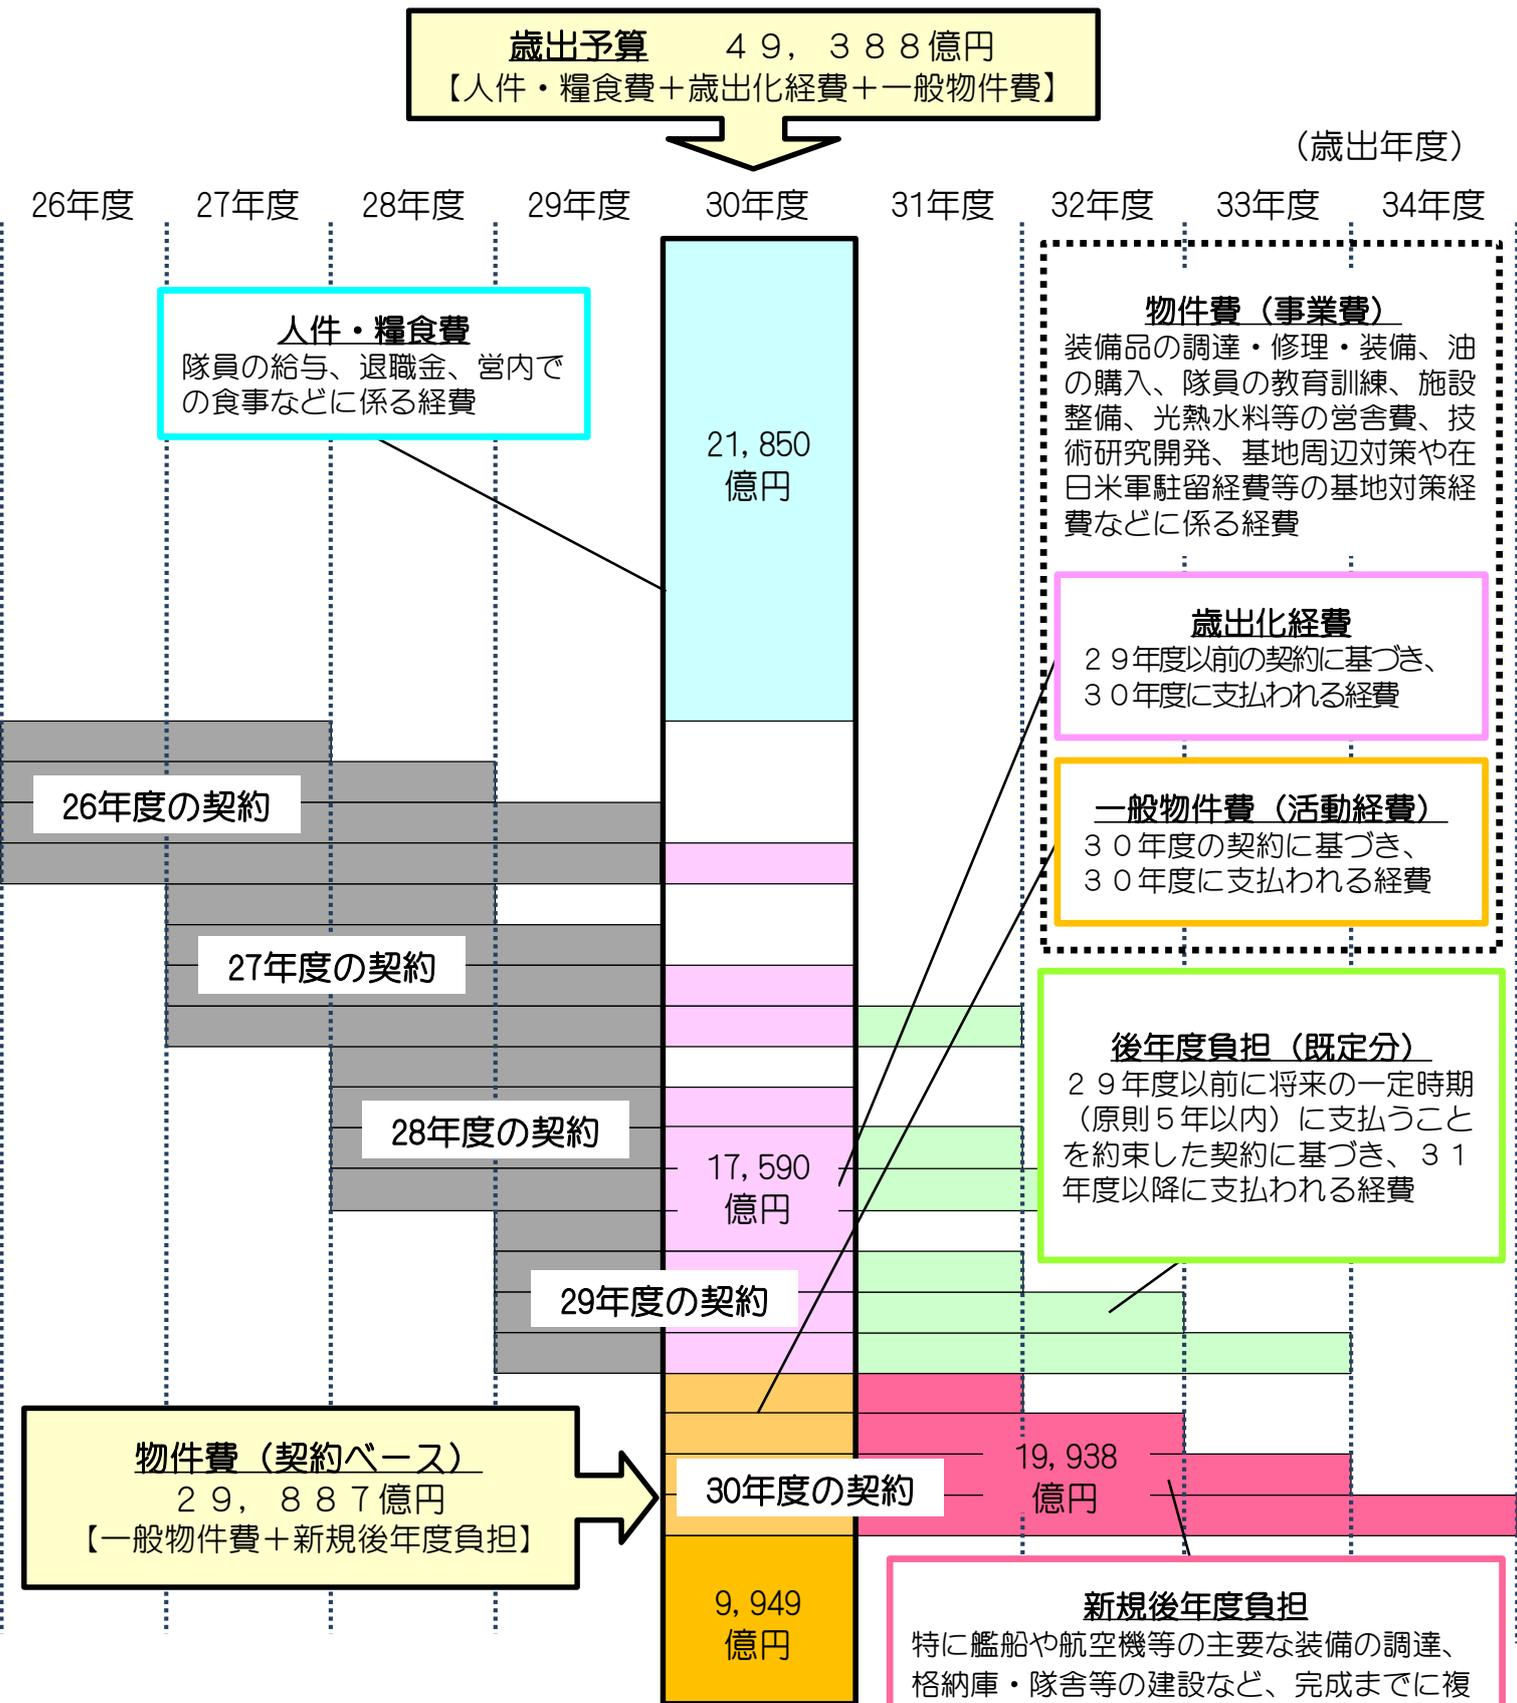 歳出予算　　４９，３８８億円
【人件・糧食費＋歳出化経費＋一般物件費】
（歳出年度）
26年度 27年度 28年度 29年度 30年度 31年度 32年度 33年度 34年度
人件・糧食費
隊員の給与、退職金、営内で
の食事などに係る経費
21,850
億円
物件費（事業費）
装備品の調達・修理・装備、油
の購入、隊員の教育訓練、施設
整備、光熱水料等の営舎費、技
術研究開発、基地周辺対策や在
日米軍駐留経費等の基地対策経
費などに係る経費
歳出化経費
２９年度以前の契約に基づき、
３０年度に支払われる経費
一般物件費（活動経費）
３０年度の契約に基づき、
３０年度に支払われる経費
26年度の契約
27年度の契約
28年度の契約
17,590
億円
後年度負担（既定分）
２９年度以前に将来の一定時期
（原則５年以内）に支払うこと
を約束した契約に基づき、３１
年度以降に支払われる経費
29年度の契約
物件費（契約ベース）
２９，８８７億円
【一般物件費＋新規後年度負担】
30年度の契約
19,938
億円
9,949
億円
新規後年度負担
特に艦船や航空機等の主要な装備の調達、
格納庫・隊舎等の建設など、完成までに複